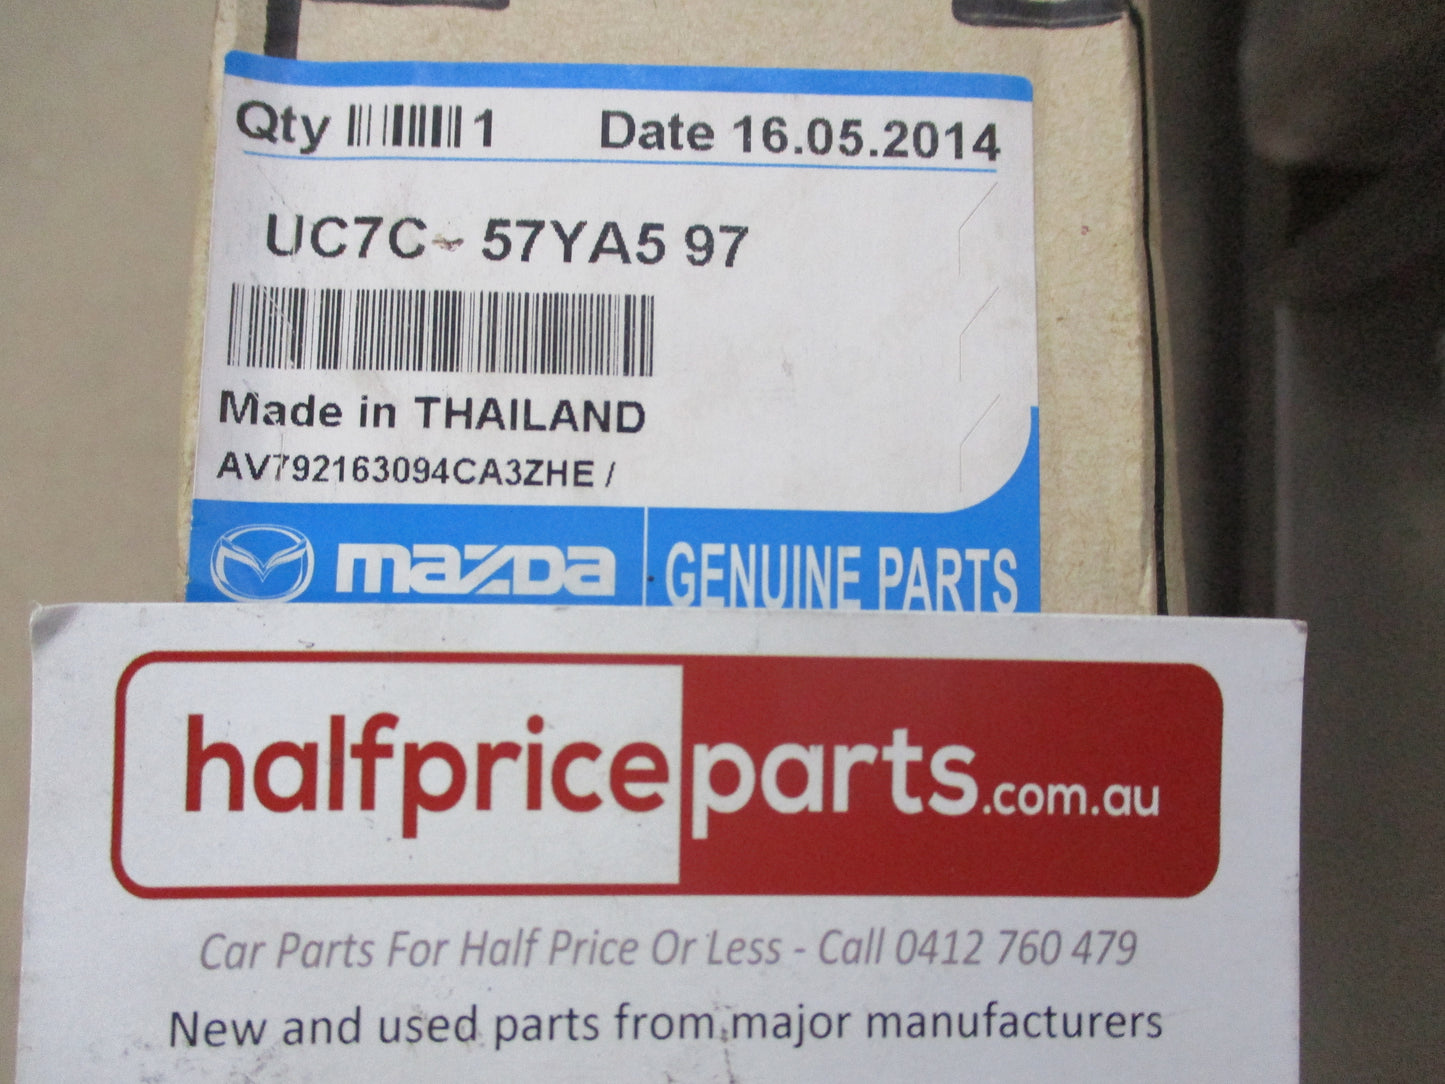 Qty 1 Date 16.05.2014
UC7C- 57YA5 97
Made in THAILAND
AV792163094CA3ZHE /
mazda GENUINE PARTS
halfpriceparts.com.au
Car Parts For Half Price Or Less - Call 0412 760 479
New and used parts from major manufacturers